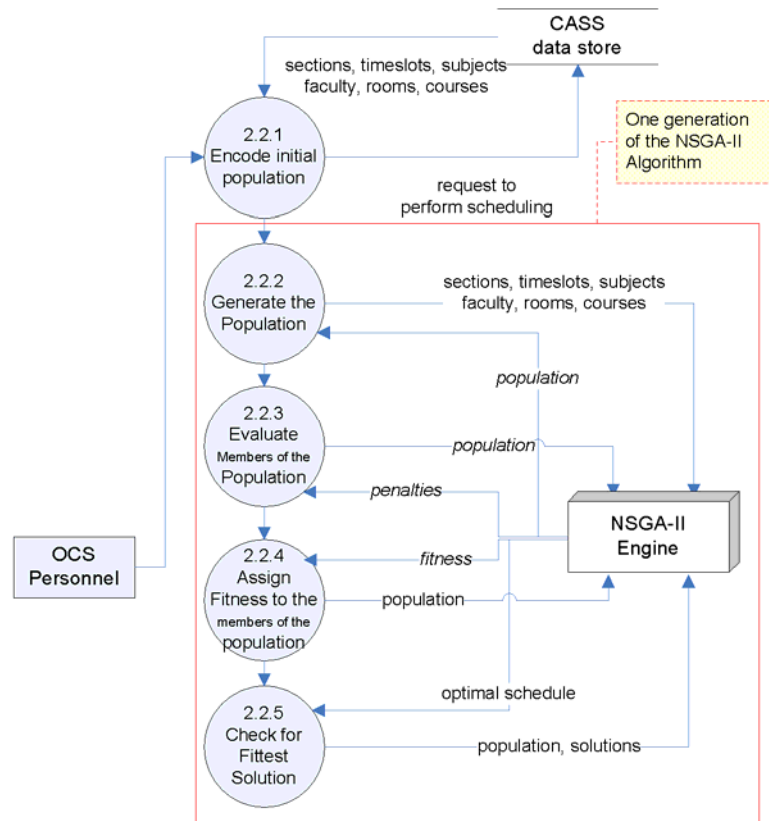 CASS
data store
sections, timeslots, subjects
faculty, rooms, courses
One generation
of the NSGA-II
Algorithm
2.2.1
Encode initial
population
request to
perform scheduling
2.2.2
Generate the
Population
sections, timeslots, subjects
faculty, rooms, courses
population
2.2.3
Evaluate
Members of the
Population
population
penalties
NSGA-II
Engine
OCS
Personnel
2.2.4
Assign
Fitness to the
members of the
population
fitness
population
optimal schedule
2.2.5
Check for
Fittest
Solution
population, solutions